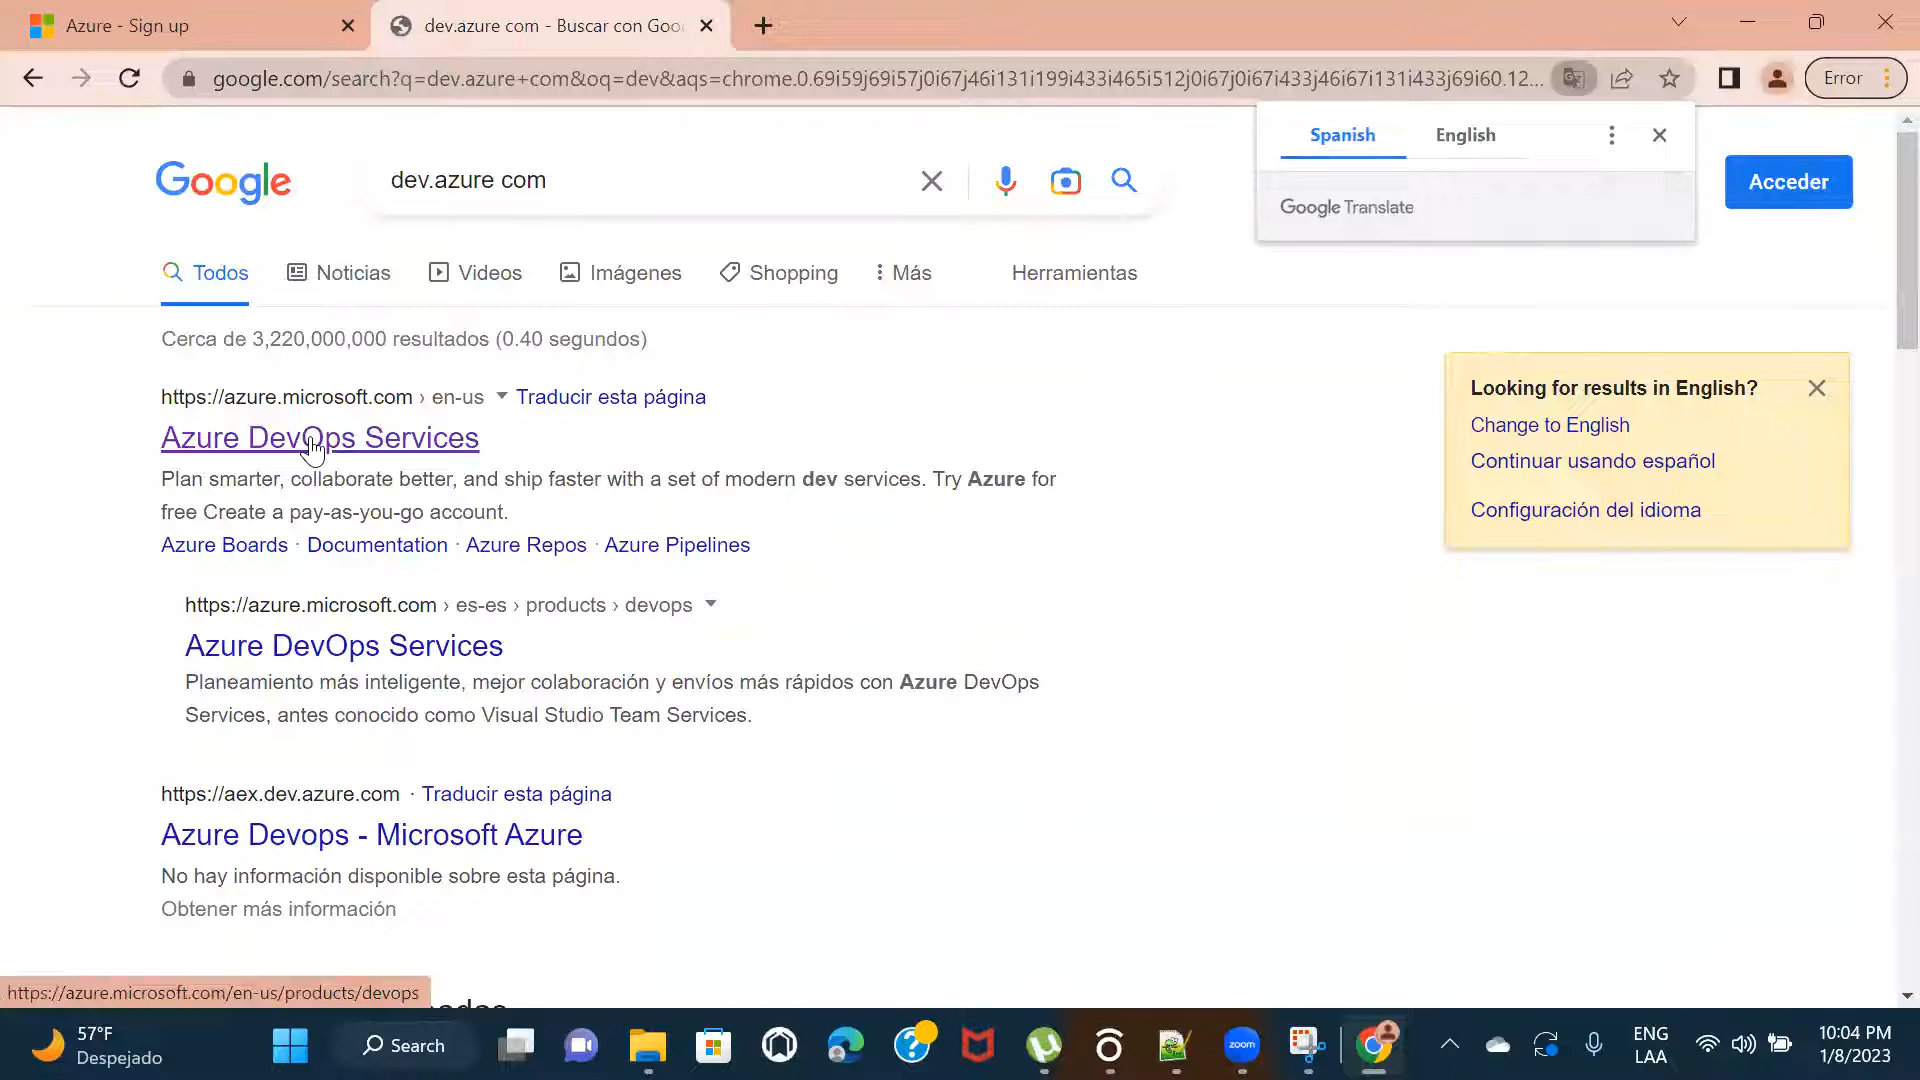 Azure - Sign up
dev.azure com - Buscar con Goo
google.com/search?q=dev.azure+com&oq=dev&aqs=chrome.0.69i59j69i57j0i67j46i131i199i433i465i512j0i67j0i67i433j46i67i131i433j69i60.12...
Error
Spanish
English
Google Translate
Google
dev.azure com
Acceder
Todos
Noticias
Videos
Imágenes
Shopping
Más
Herramientas
Cerca de 3,220,000,000 resultados (0.40 segundos)
https://azure.microsoft.com › en-us Traducir esta página
Azure DevOps Services
Plan smarter, collaborate better, and ship faster with a set of modern dev services. Try Azure for
free Create a pay-as-you-go account.
Azure Boards · Documentation · Azure Repos · Azure Pipelines
Looking for results in English?
Change to English
Continuar usando español
Configuración del idioma
https://azure.microsoft.com › es-es › products › devops
Azure DevOps Services
Planeamiento más inteligente, mejor colaboración y envíos más rápidos con Azure DevOps
Services, antes conocido como Visual Studio Team Services.
https://aex.dev.azure.com · Traducir esta página
Azure Devops - Microsoft Azure
No hay información disponible sobre esta página.
Obtener más información
https://azure.microsoft.com/en-us/products/devops
57°F
Despejado
Search
zoom
ENG
LAA
10:04 PM
1/8/2023